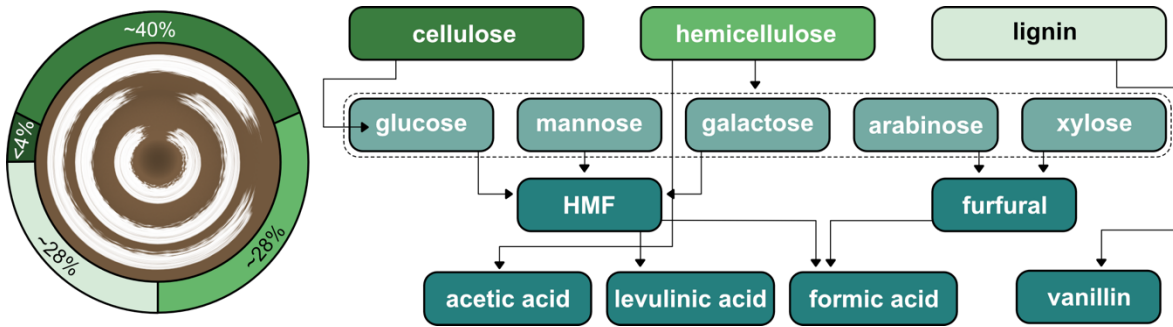 ~40%
<4%
~28%
~28%
cellulose
hemicellulose
lignin
glucose
mannose
galactose
arabinose
xylose
HMF
furfural
acetic acid
levulinic acid
formic acid
vanillin